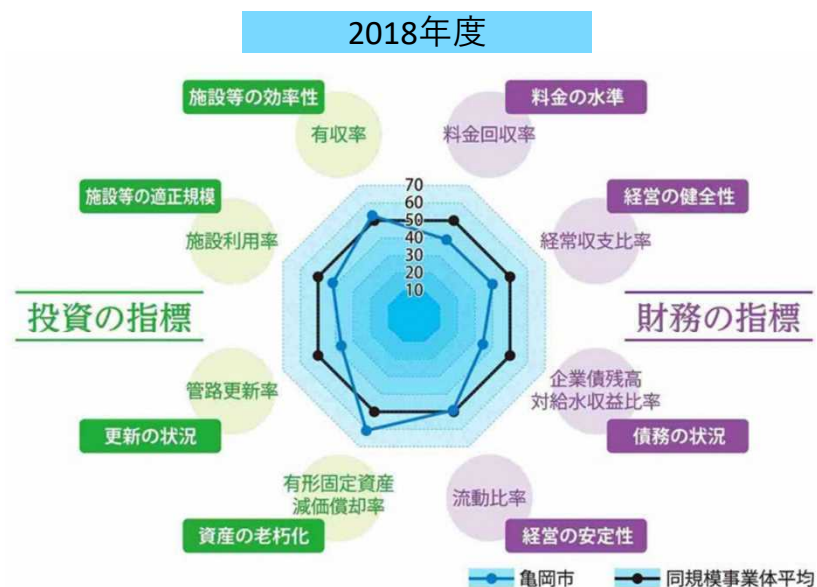 2018年度
施設等の効率性
有収率
料金の水準
料金回収率
施設等の適正規模
施設利用率
経営の健全性
経常収支比率
70
60
50
40
30
20
10
投資の指標
財務の指標
管路更新率
更新の状況
企業債残高
対給水収益比率
債務の状況
有形固定資産
減価償却率
資産の老朽化
流動比率
経営の安定性
亀岡市
同規模事業体平均